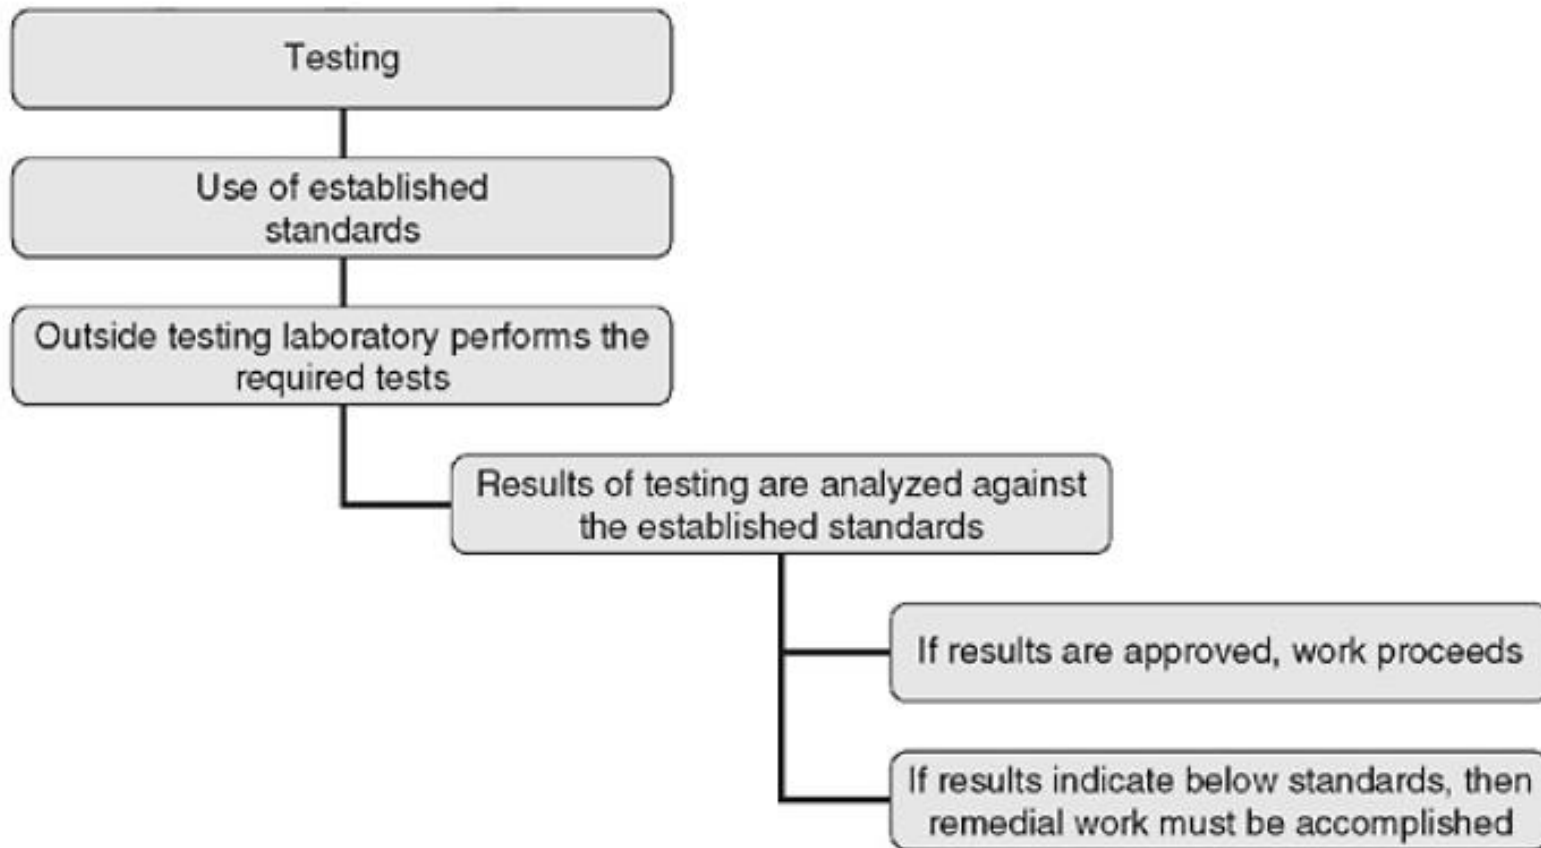 Testing
Use of established
standards
Outside testing laboratory performs the
required tests
Results of testing are analyzed against
the established standards
If results are approved, work proceeds
If results indicate below standards, then
remedial work must be accomplished